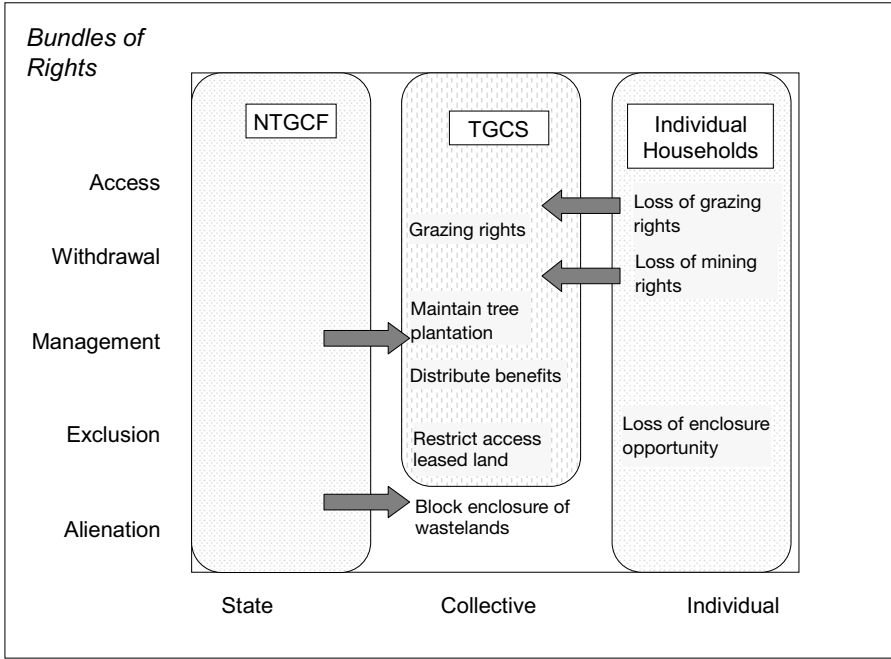 Bundles of
Rights
NTGCF
TGCS
Individual
Households
Access
Withdrawal
Management
Exclusion
Alienation
Grazing rights
Maintain tree
plantation
Distribute benefits
Restrict access
leased land
Block enclosure of
wastelands
Loss of grazing
rights
Loss of mining
rights
Loss of enclosure
opportunity
State
Collective
Individual